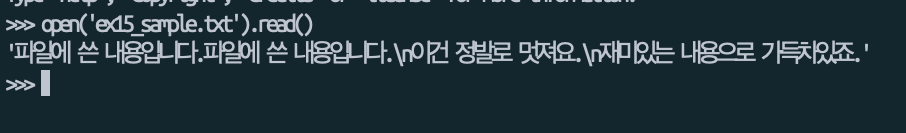 >>> open('ex15_sample.txt').read()
'파일에 쓴 내용입니다.파일에 쓴 내용입니다.\n이건 정발로 멋져요.\n재미있는 내용으로 가득차있죠.'
>>>